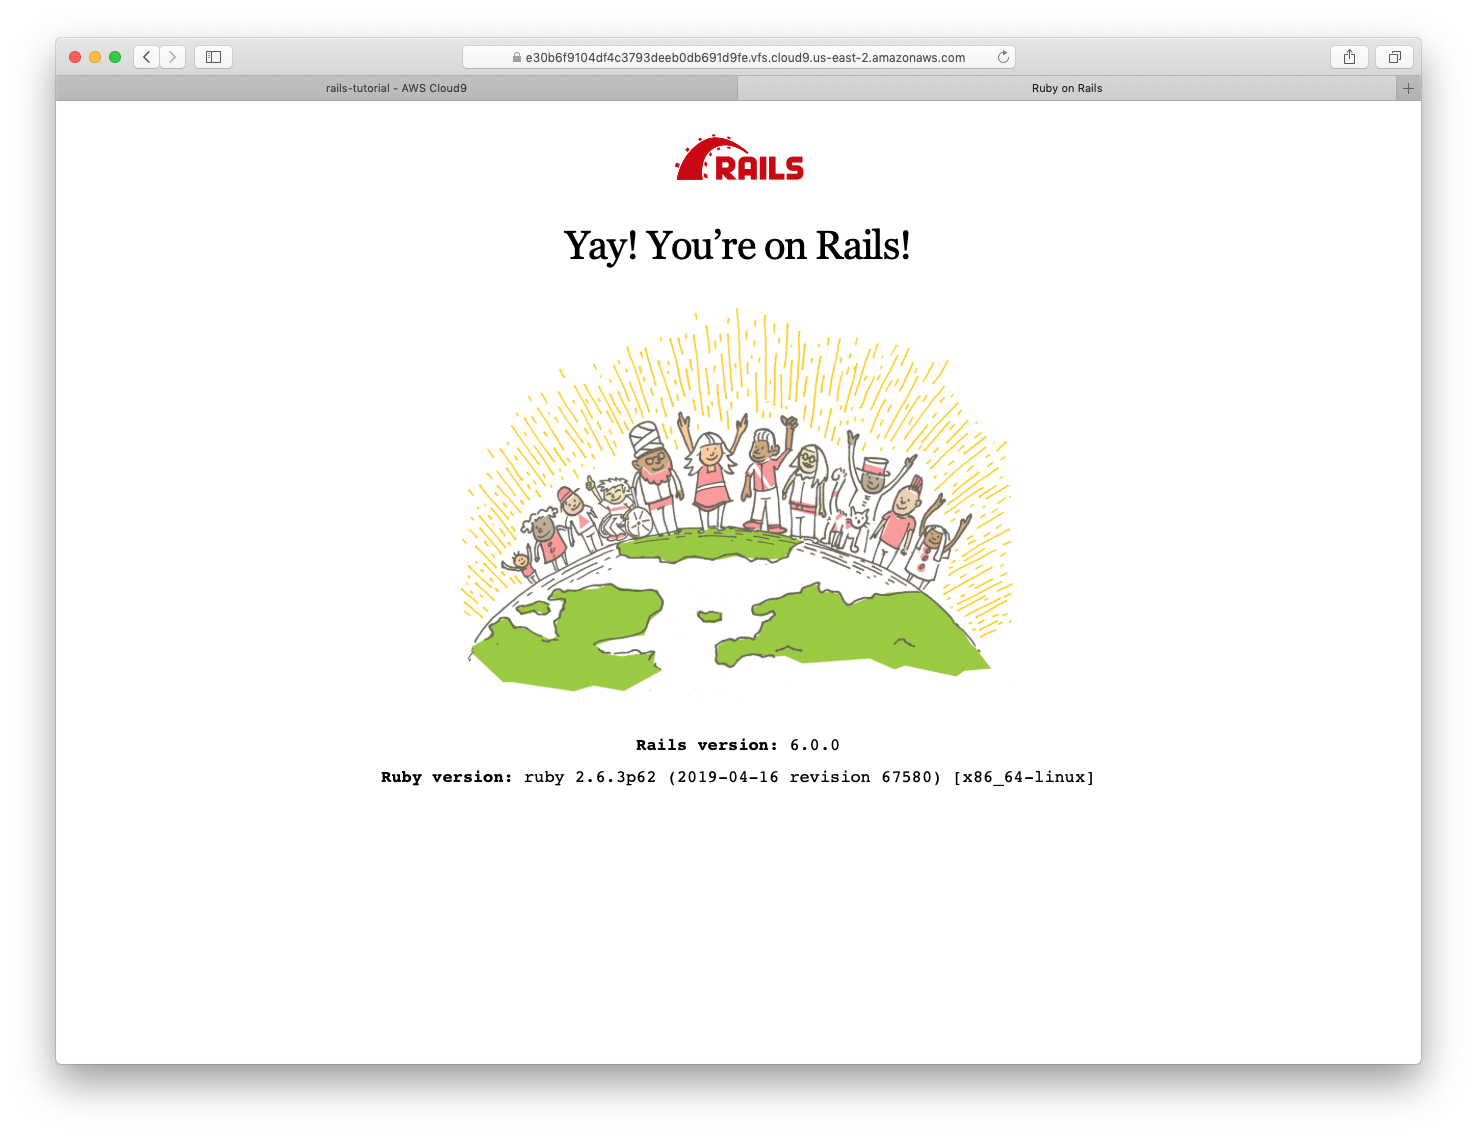 e30b6f9104df4c3793deeb0db691d9fe.vfs.cloud9.us-east-2.amazonaws.com
rails-tutorial - AWS Cloud9
Ruby on Rails
RAILS
Yay! You’re on Rails!
Rails version: 6.0.0
Ruby version: ruby 2.6.3p62 (2019-04-16 revision 67580) [x86_64-linux]